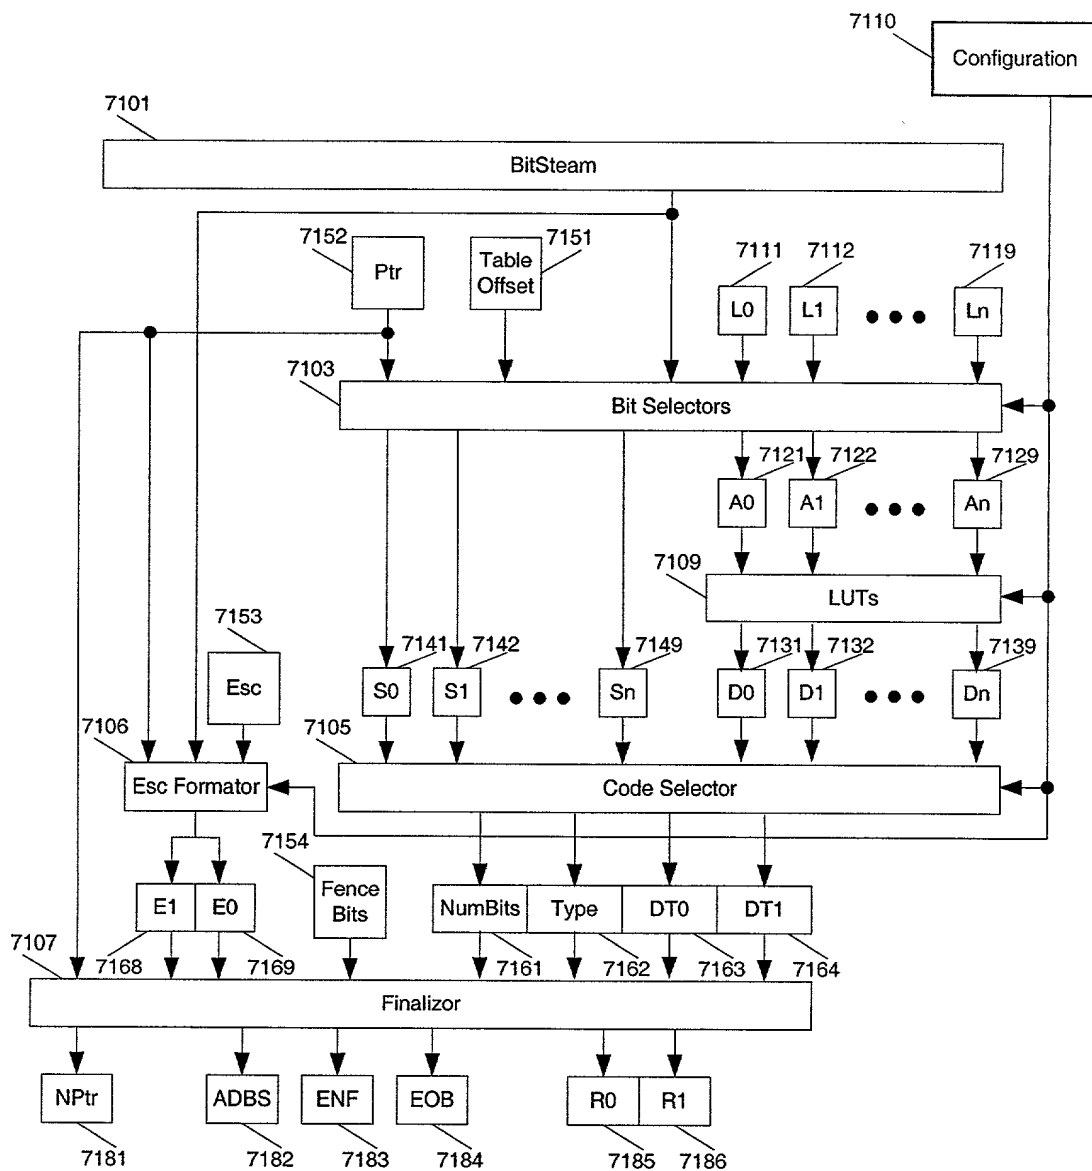 7110
Configuration
7101
BitSteam
7152
Ptr
7151
Table
Offset
7111
L0
7112
L1
7119
Ln
7103
Bit Selectors
7121
A0
7122
A1
7129
An
7109
LUTs
7153
Esc
7141
S0
7142
S1
7149
Sn
7131
D0
7132
D1
7139
Dn
7106
Esc Formator
7105
Code Selector
7154
Fence
Bits
E1
E0
NumBits
Type
DT0
DT1
7107
7168
7169
7161
7162
7163
7164
Finalizor
NPtr
ADBS
ENF
EOB
R0
R1
7181
7182
7183
7184
7185
7186